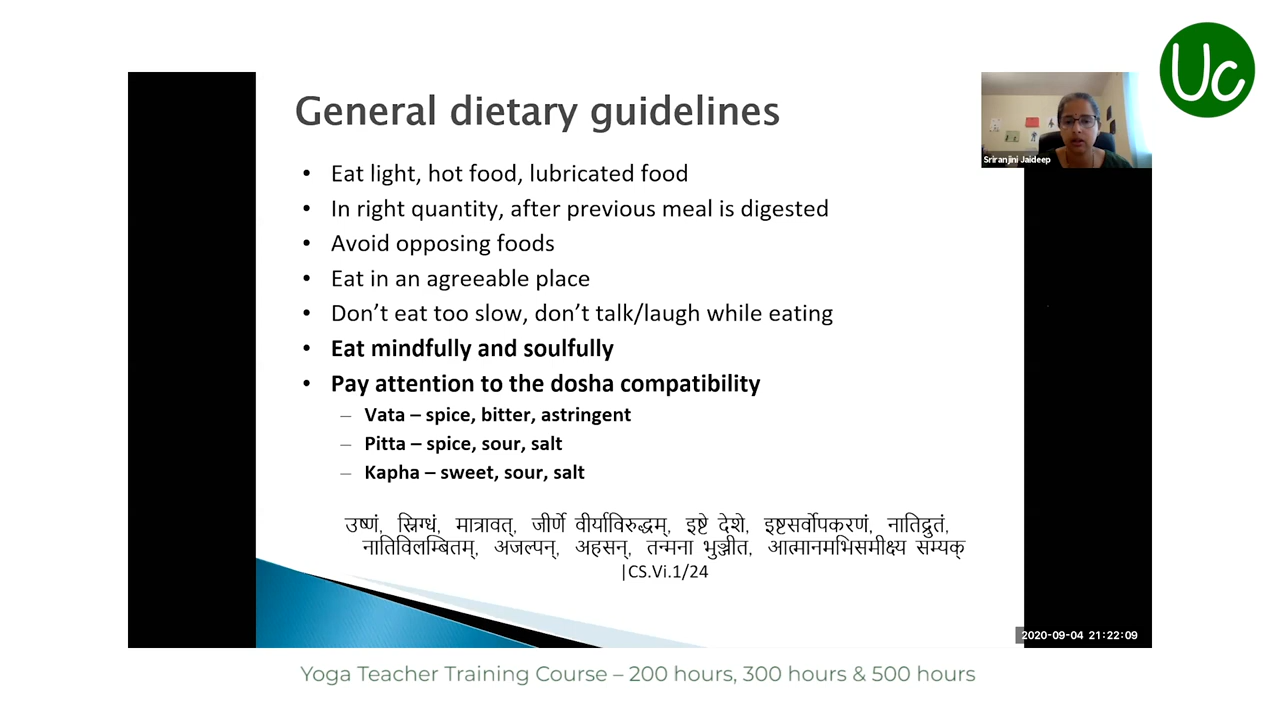 Uc
General dietary guidelines
Sriranjini Jaideep
• Eat light, hot food, lubricated food
• In right quantity, after previous meal is digested
• Avoid opposing foods
• Eat in an agreeable place
• Don’t eat too slow, don’t talk/laugh while eating
• Eat mindfully and soulfully
• Pay attention to the dosha compatibility
– Vata – spice, bitter, astringent
– Pitta – spice, sour, salt
– Kapha – sweet, sour, salt
उष्णं, स्निग्धं, मात्रावत्, जीर्णे वीर्याविरुद्धम्, इष्टे देशे, इष्टसर्वोपकरणं, नातिद्रुतं,
नातिविलम्बितम्, अजल्पन्, अहसन्, तन्मना भुञ्जीत, आत्मानमभिसमीक्ष्य सम्यक्
|CS.Vi.1/24
2020-09-04 21:22:09
Yoga Teacher Training Course – 200 hours, 300 hours & 500 hours